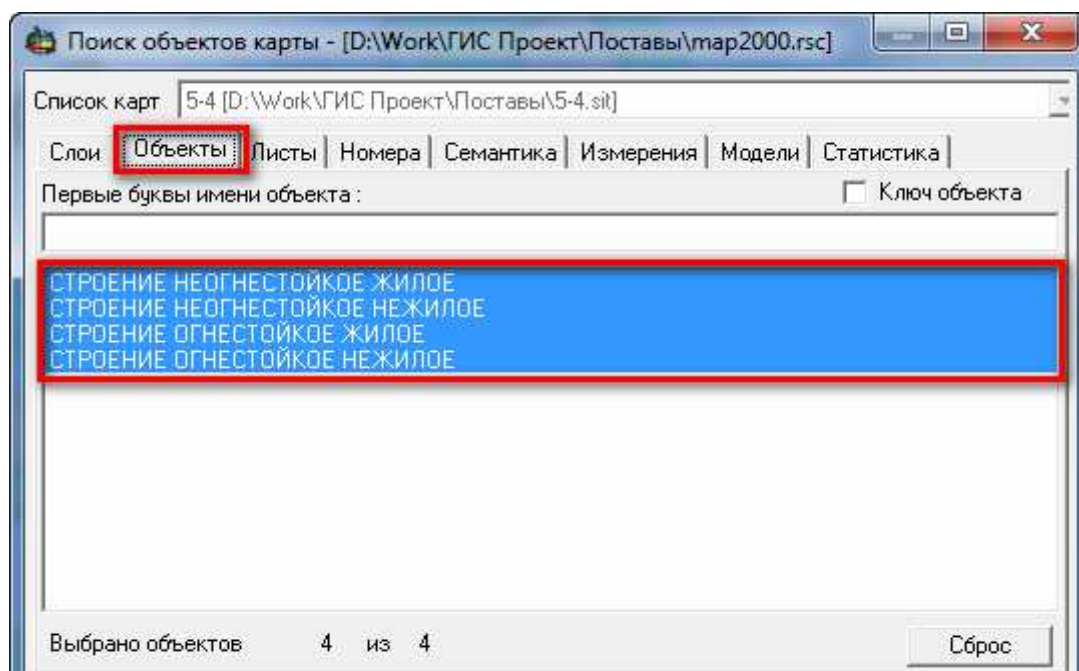 Поиск объектов карты - [D:\Work\ГИС Проект\Поставы\map2000.rsc]
Список карт 5-4 [D:\Work\ГИС Проект\Поставы\5-4.sit]
Слои Объекты Листы Номера Семантика Измерения Модели Статистика
Первые буквы имени объекта : Ключ объекта
СТРОЕНИЕ НЕОГНЕСТОЙКОЕ ЖИЛОЕ
СТРОЕНИЕ НЕОГНЕСТОЙКОЕ НЕЖИЛОЕ
СТРОЕНИЕ ОГНЕСТОЙКОЕ ЖИЛОЕ
СТРОЕНИЕ ОГНЕСТОЙКОЕ НЕЖИЛОЕ
Выбрано объектов 4 из 4 Сброс